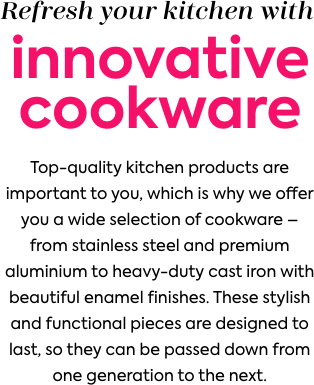 Refresh your kitchen with
innovative
cookware
Top-quality kitchen products are
important to you, which is why we offer
you a wide selection of cookware –
from stainless steel and premium
aluminium to heavy-duty cast iron with
beautiful enamel finishes. These stylish
and functional pieces are designed to
last, so they can be passed down from
one generation to the next.